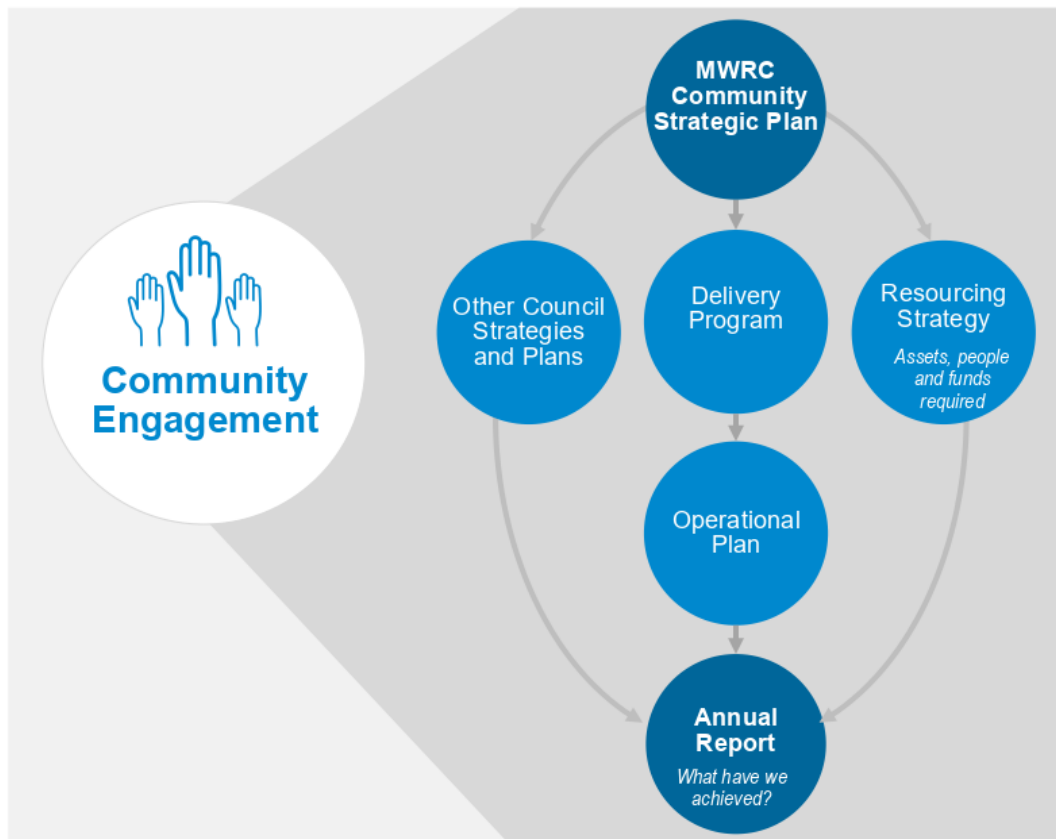 MWRC
Community
Strategic Plan
Community
Engagement
Other Council
Strategies
and Plans
Delivery
Program
Resourcing
Strategy
Assets, people
and funds
required
Operational
Plan
Annual
Report
What have we
achieved?